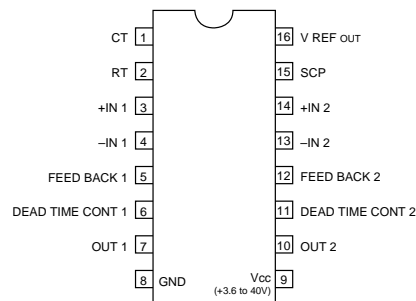 CT 1 16 V REF OUT
RT 2 15 SCP
+IN 1 3 14 +IN 2
–IN 1 4 13 –IN 2
FEED BACK 1 5 12 FEED BACK 2
DEAD TIME CONT 1 6 11 DEAD TIME CONT 2
OUT 1 7 10 OUT 2
8 GND Vcc 9
(+3.6 to 40V)